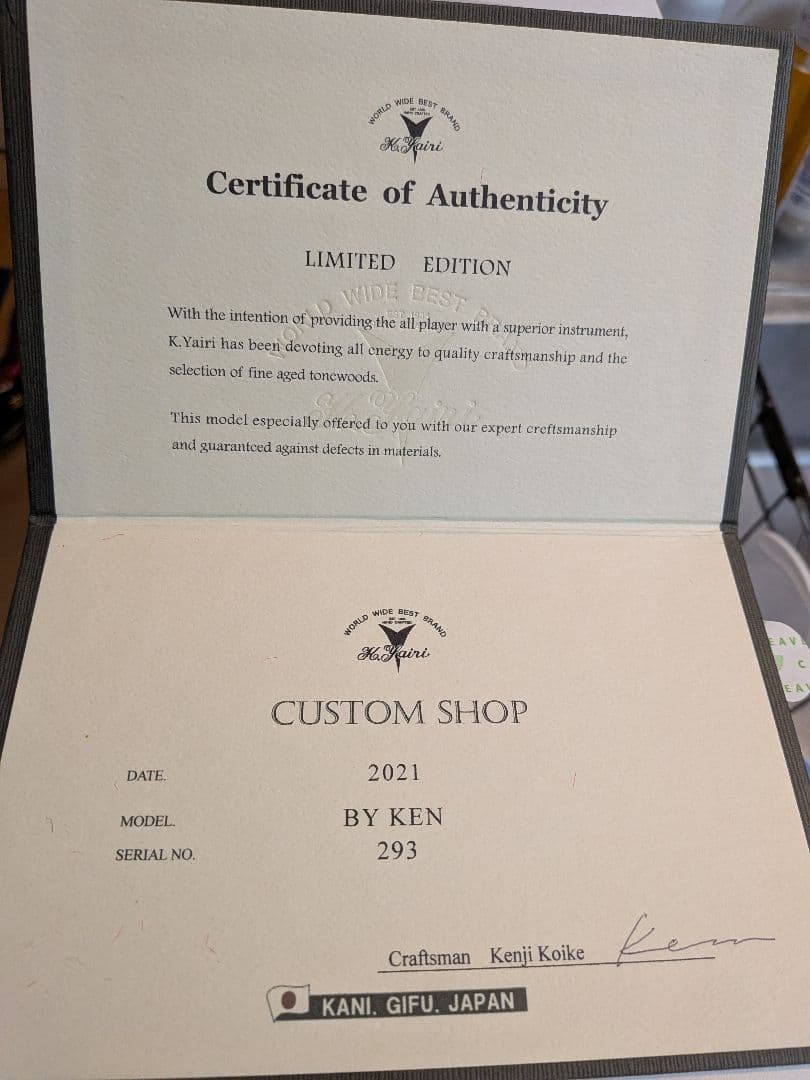 WORLD WIDE BEST BRAND
K.Yairi
Certificate of Authenticity
LIMITED EDITION
WIDE BEST
With the intention of providing the all player with a superior instrument,
K.Yairi has been devoting all energy to quality craftsmanship and the
selection of fine aged tonewoods.
This model especially offered to you with our expert creftsmanship
and guaranteed against defects in materials.
WORLD WIDE BEST BRAND
K.Yairi
CUSTOM SHOP
DATE. 2021
MODEL. BY KEN
SERIAL NO. 293
Craftsman Kenji Koike Ken
KANI. GIFU. JAPAN